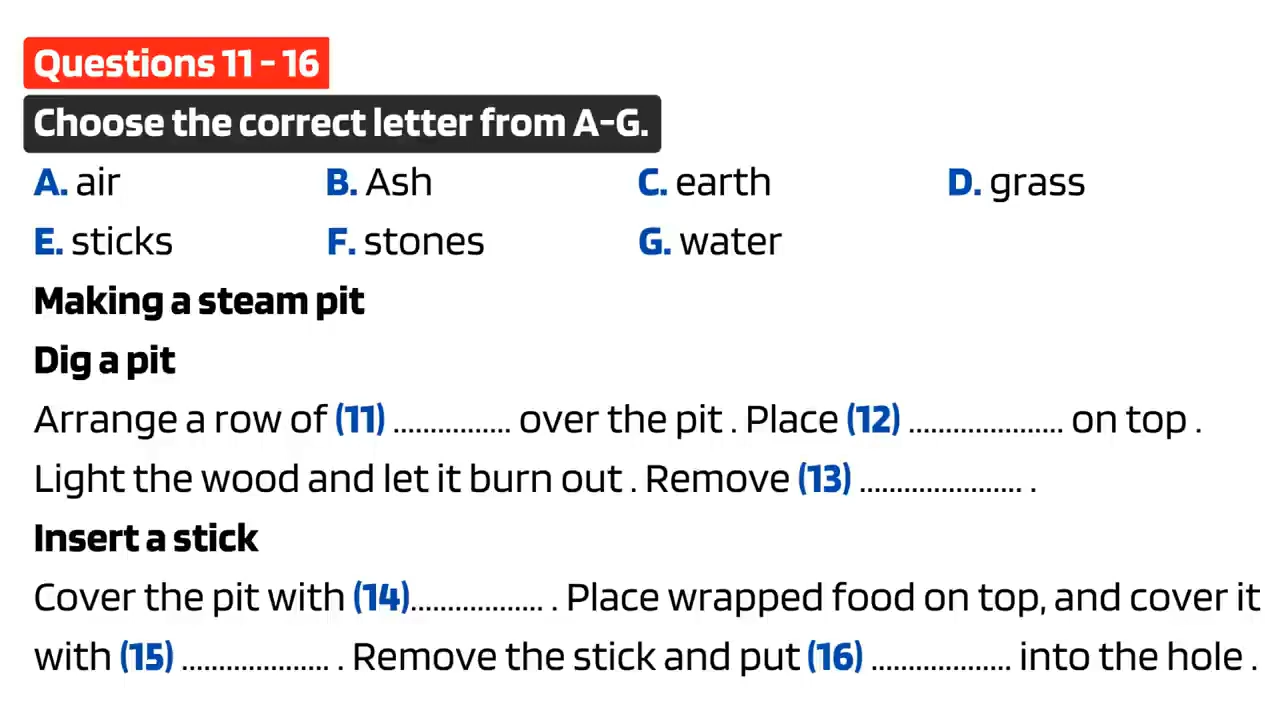 Questions 11 - 16
Choose the correct letter from A-G.
A. air B. Ash C. earth D. grass
E. sticks F. stones G. water
Making a steam pit
Dig a pit
Arrange a row of (11) ................ over the pit . Place (12) ..................... on top .
Light the wood and let it burn out . Remove (13) ...................... .
Insert a stick
Cover the pit with (14).................. . Place wrapped food on top, and cover it
with (15) .................... . Remove the stick and put (16) ................... into the hole .